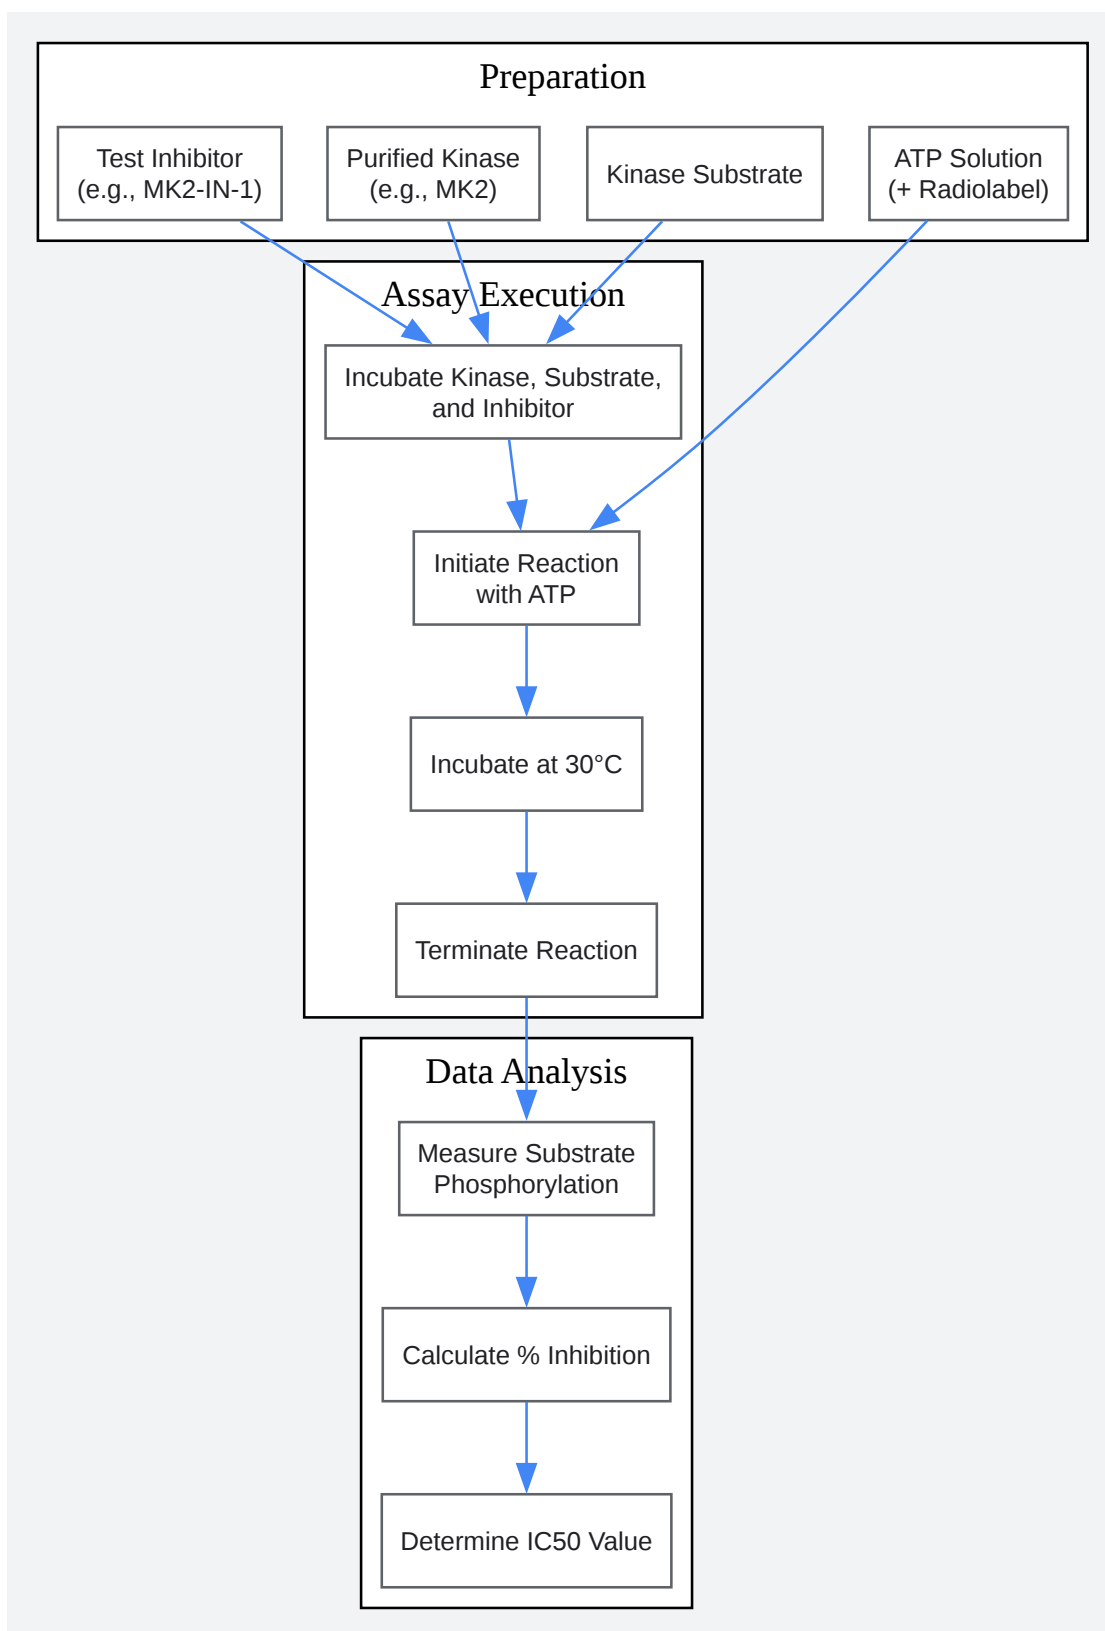 Preparation
Test Inhibitor
(e.g., MK2-IN-1)
Purified Kinase
(e.g., MK2)
Kinase Substrate
ATP Solution
(+ Radiolabel)
Assay Execution
Incubate Kinase, Substrate,
and Inhibitor
Initiate Reaction
with ATP
Incubate at 30°C
Terminate Reaction
Data Analysis
Measure Substrate
Phosphorylation
Calculate % Inhibition
Determine IC50 Value